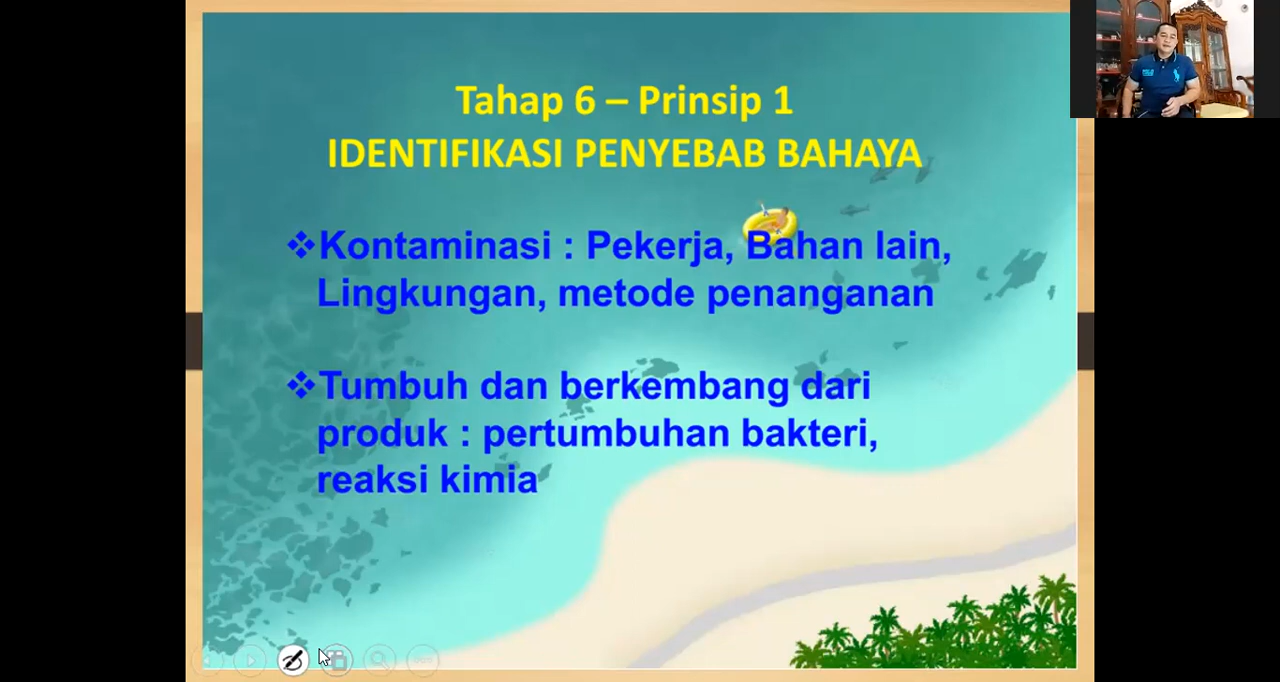 Tahap 6 – Prinsip 1
IDENTIFIKASI PENYEBAB BAHAYA
❖Kontaminasi : Pekerja, Bahan lain,
Lingkungan, metode penanganan
❖Tumbuh dan berkembang dari
produk : pertumbuhan bakteri,
reaksi kimia